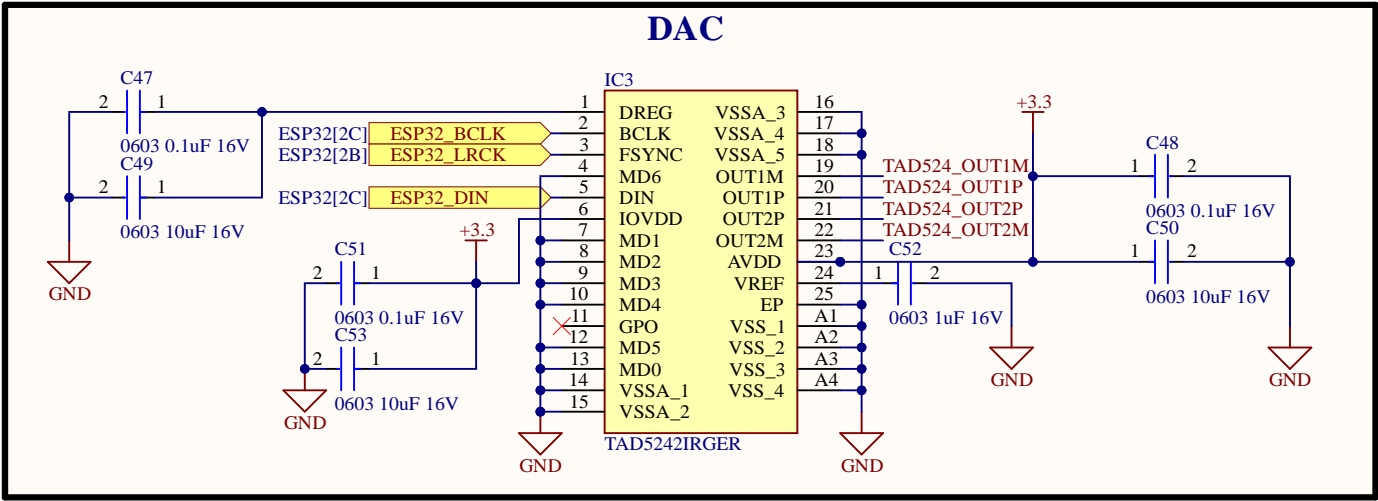 DAC
C47
2 1
0603 0.1uF 16V
C49
2 1
0603 10uF 16V
GND
ESP32[2C] ESP32_BCLK
ESP32[2B] ESP32_LRCK
ESP32[2C] ESP32_DIN
+3.3
C51
2 1
0603 0.1uF 16V
C53
2 1
0603 10uF 16V
GND
GND
IC3
1 DREG
2 BCLK
3 FSYNC
4 MD6
5 DIN
6 IOVDD
7 MD1
8 MD2
9 MD3
10 MD4
11 GPO
12 MD5
13 MD0
14 VSSA_1
15 VSSA_2
VSSA_3 16
VSSA_4 17
VSSA_5 18
OUT1M 19 TAD524_OUT1M
OUT1P 20 TAD524_OUT1P
OUT2P 21 TAD524_OUT2P
OUT2M 22 TAD524_OUT2M
AVDD 23
VREF 24
EP 25
VSS_1 A1
VSS_2 A2
VSS_3 A3
VSS_4 A4
TAD5242IRGER
GND
C52
1 2
0603 1uF 16V
GND
+3.3
C48
1 2
0603 0.1uF 16V
C50
1 2
0603 10uF 16V
GND